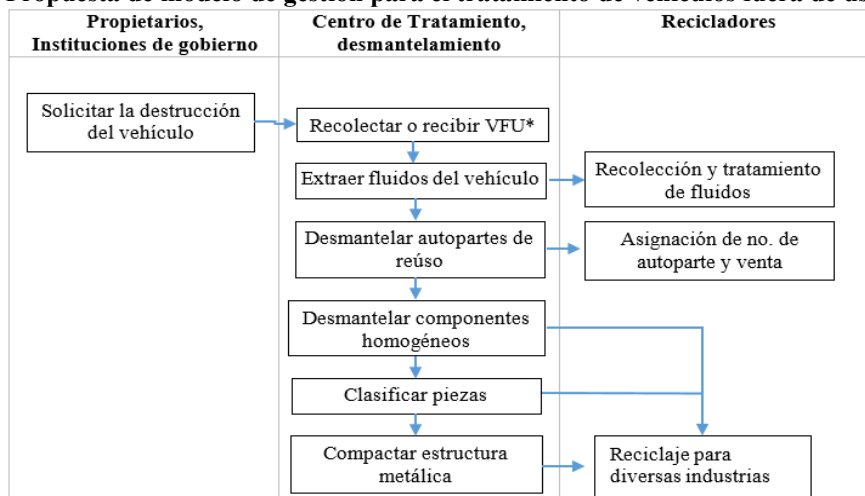 Propuesta de modelo de gestión para el tratamiento de vehículos fuera de us
Propietarios,
Instituciones de gobierno
Centro de Tratamiento,
desmantelamiento
Recicladores
Solicitar la destrucción
del vehículo
Recolectar o recibir VFU*
Extraer fluidos del vehículo
Recolección y tratamiento
de fluidos
Desmantelar autopartes de
reúso
Asignación de no. de
autoparte y venta
Desmantelar componentes
homogéneos
Clasificar piezas
Compactar estructura
metálica
Reciclaje para
diversas industrias